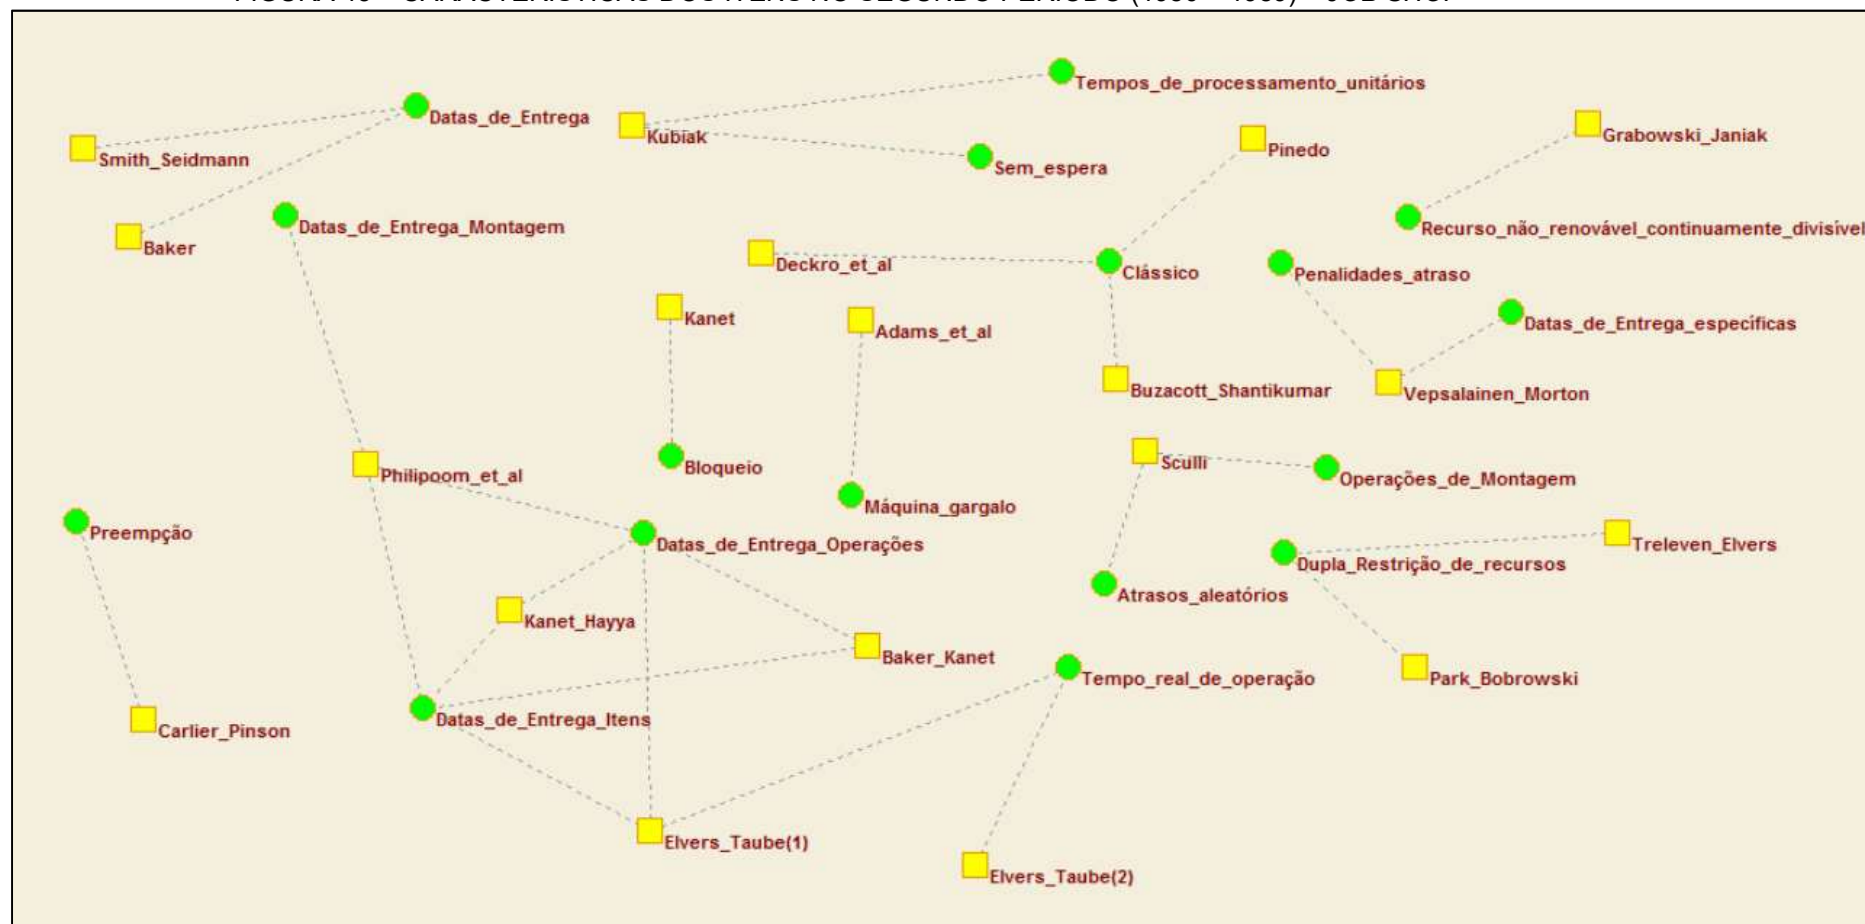 Tempos_de_processamento_unitários
Datas_de_Entrega
Kubiak
Grabowski_Janiak
Pinedo
Smith_Seidmann
Sem_espera
Datas_de_Entrega_Montagem
Recurso_não_renovável_continuamente_divisível
Baker
Deckro_et_al
Clássico
Penalidades_atraso
Kanet
Datas_de_Entrega_específicas
Adams_et_al
Buzacott_Shantikumar
Vepsalainen_Morton
Sculli
Bloqueio
Philipoom_et_al
Operações_de_Montagem
Máquina_gargalo
Preempção
Datas_de_Entrega_Operações
Treleven_Elvers
Dupla_Restrição_de_recursos
Atrasos_aleatórios
Kanet_Hayya
Baker_Kanet
Tempo_real_de_operação
Park_Bobrowski
Datas_de_Entrega_Itens
Carlier_Pinson
Elvers_Taube(1)
Elvers_Taube(2)